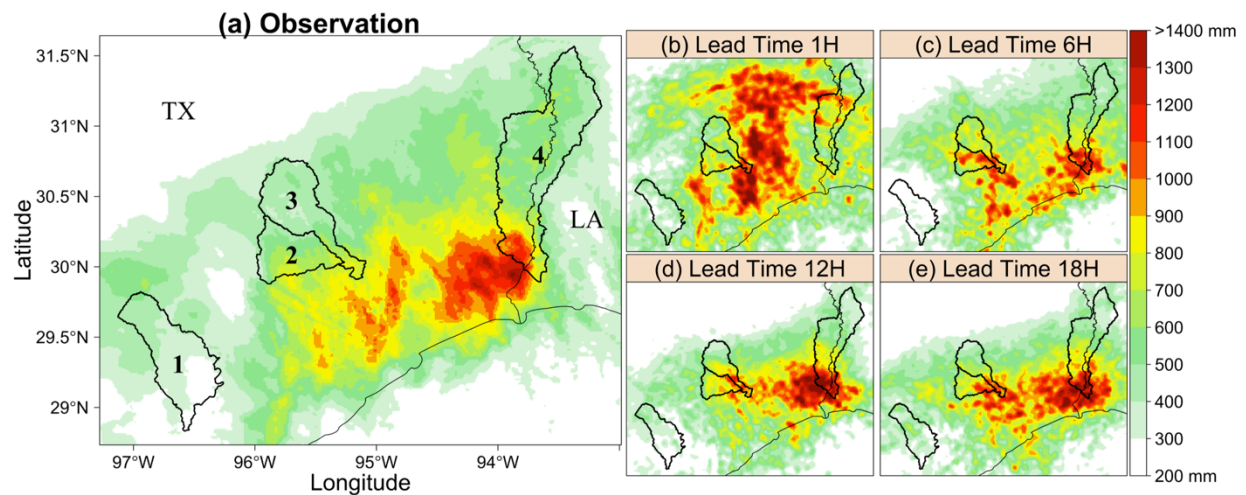 (a) Observation
31.5°N
31°N
30.5°N
30°N
29.5°N
29°N
Latitude
TX
LA
1
2
3
4
97°W
96°W
95°W
94°W
Longitude
(b) Lead Time 1H
(c) Lead Time 6H
(d) Lead Time 12H
(e) Lead Time 18H
>1400 mm
1300
1200
1100
1000
900
800
700
600
500
400
300
200 mm